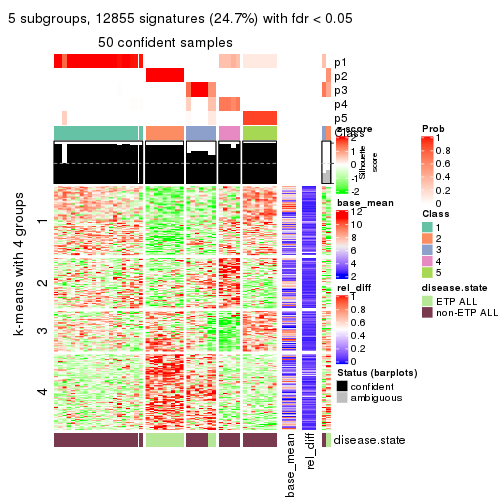 5 subgroups, 12855 signatures (24.7%) with fdr < 0.05
50 confident samples
p1
p2
p3
p4
p5
Class
z-score
2
1
0
-1
-2
Silhouette
score
Prob
1
0.8
0.6
0.4
0.2
0
k-means with 4 groups
1
2
3
4
base_mean
12
10
8
6
4
2
Class
1
2
3
4
5
rel_diff
1
0.8
0.6
0.4
0.2
0
disease.state
ETP ALL
non-ETP ALL
Status (barplots)
confident
ambiguous
disease.state
base_mean
rel_diff